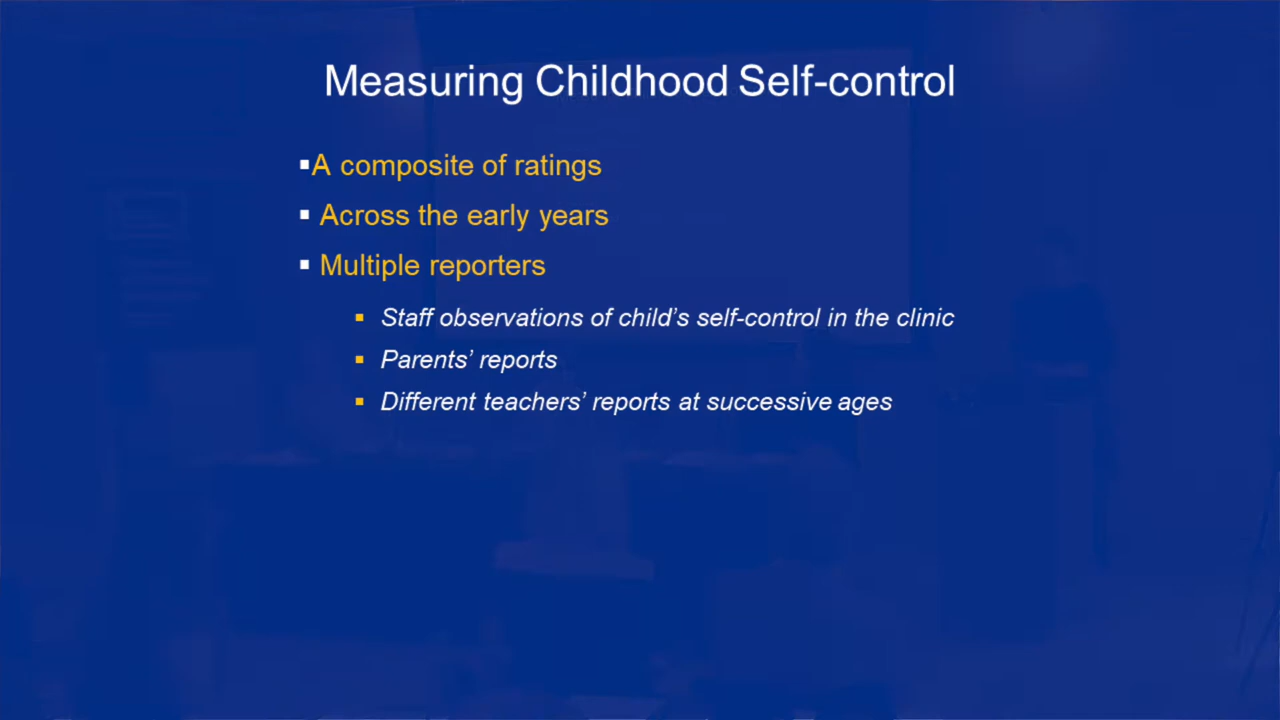 Measuring Childhood Self-control
▪A composite of ratings
▪ Across the early years
▪ Multiple reporters
▪ Staff observations of child’s self-control in the clinic
▪ Parents’ reports
▪ Different teachers’ reports at successive ages